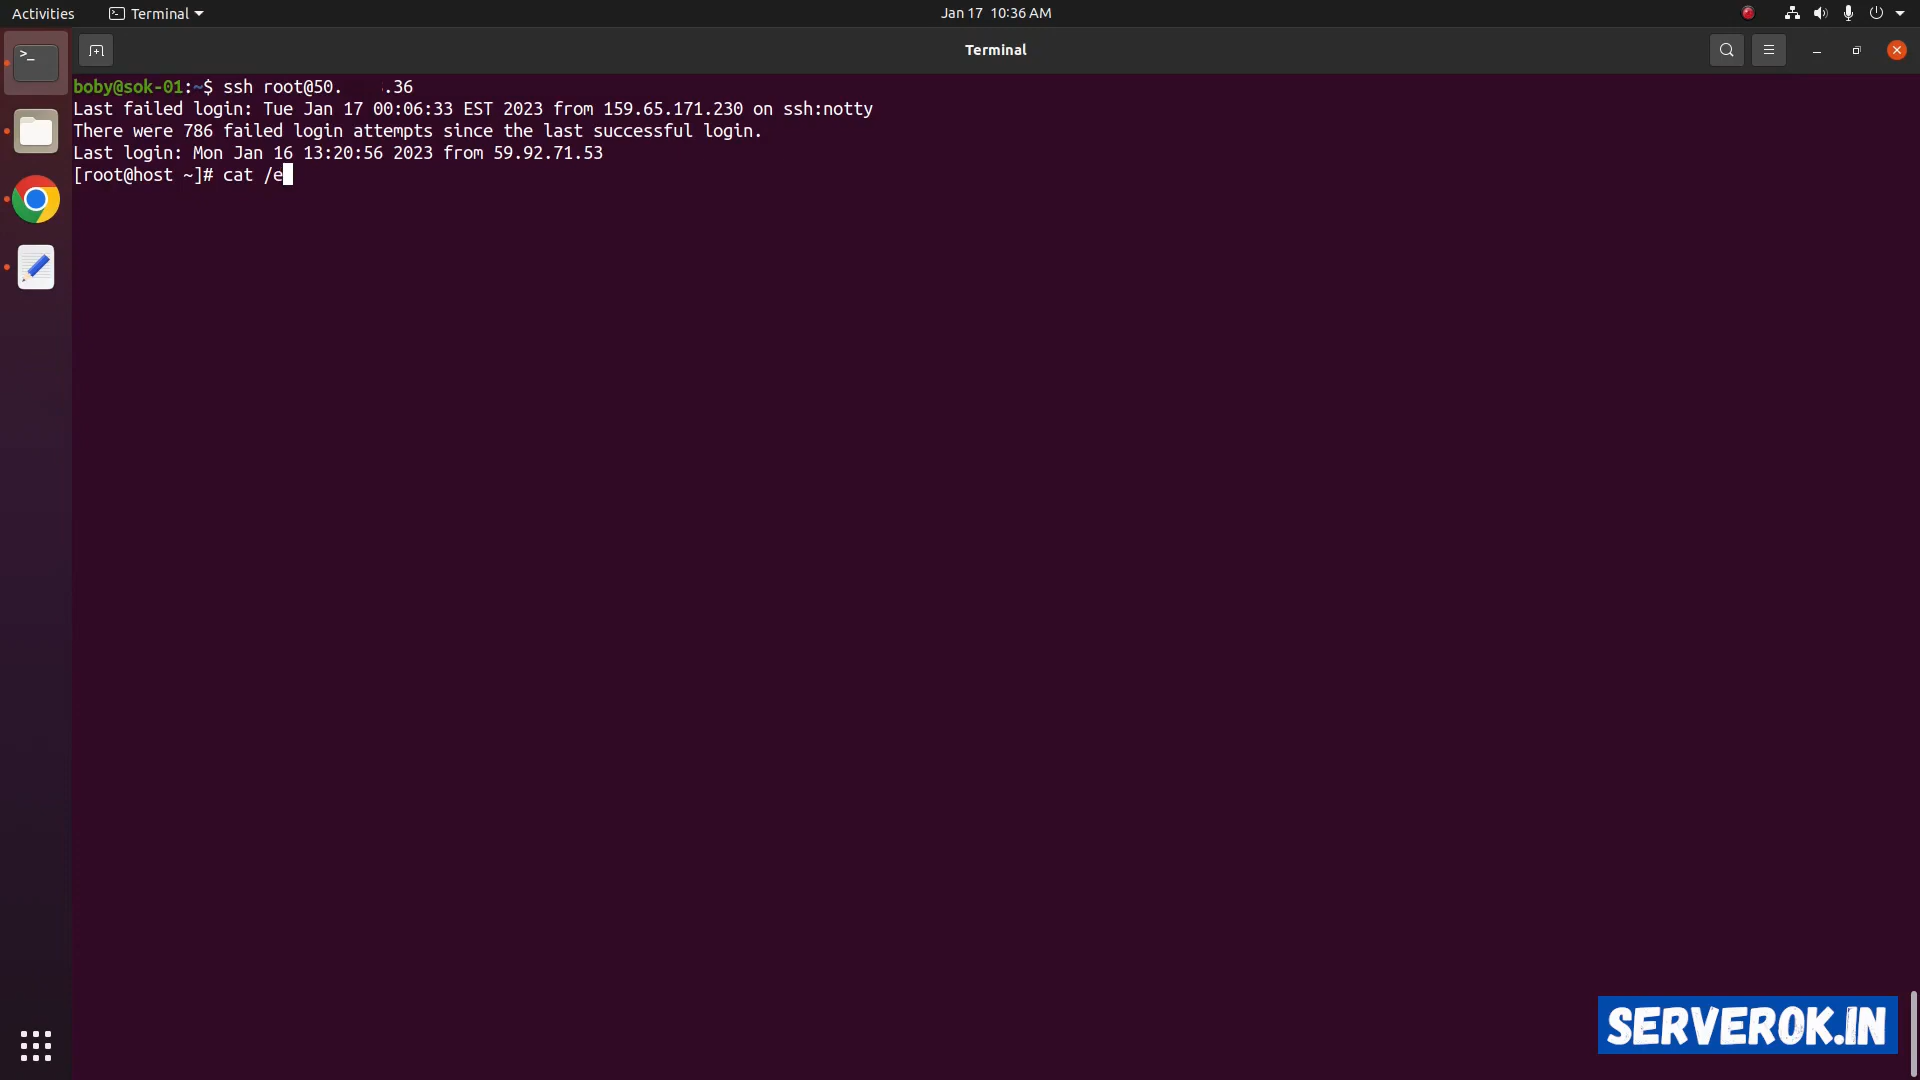 Activities
Terminal
Jan 17 10:36 AM
Terminal
boby@sok-01:~$ ssh root@50. .36
Last failed login: Tue Jan 17 00:06:33 EST 2023 from 159.65.171.230 on ssh:notty
There were 786 failed login attempts since the last successful login.
Last login: Mon Jan 16 13:20:56 2023 from 59.92.71.53
[root@host ~]# cat /e
SERVEROK.IN